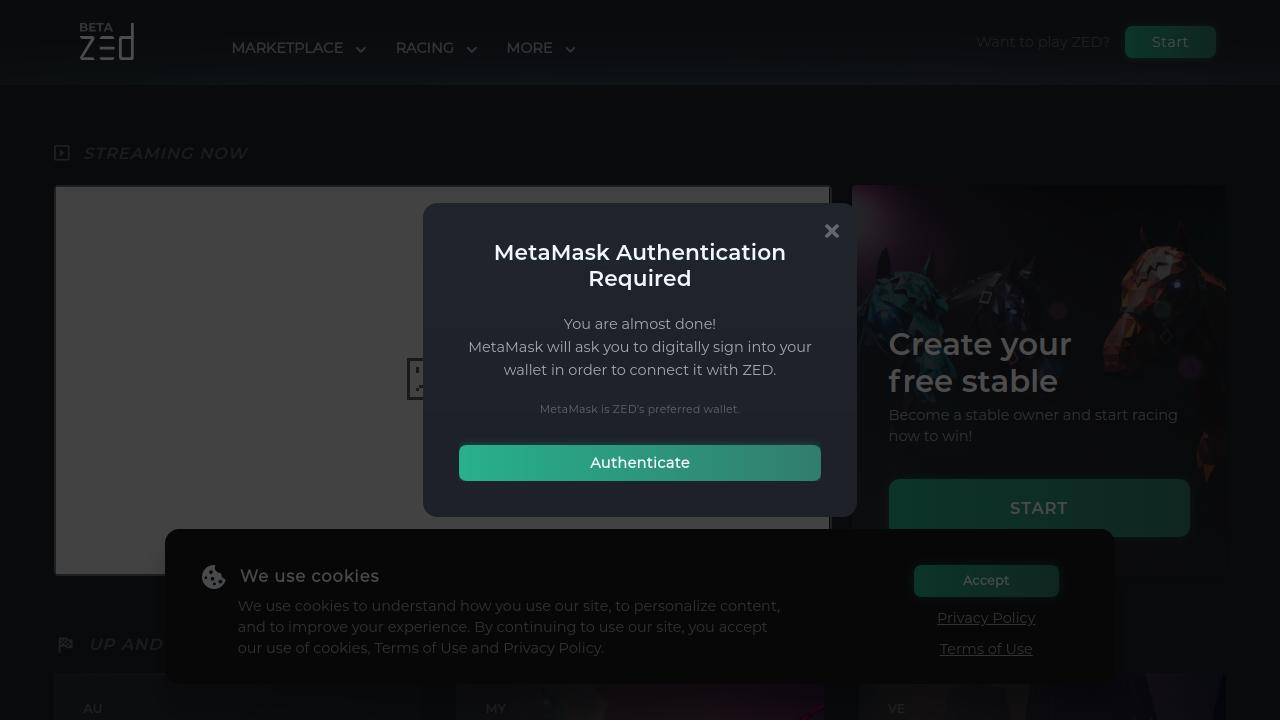 BETA
zed
MARKETPLACE
RACING
MORE
Want to play ZED?
Start
STREAMING NOW
MetaMask Authentication
Required
You are almost done!
MetaMask will ask you to digitally sign into your
wallet in order to connect it with ZED.
MetaMask is ZED's preferred wallet.
Authenticate
Create your
free stable
Become a stable owner and start racing
now to win!
START
We use cookies
We use cookies to understand how you use our site, to personalize content,
and to improve your experience. By continuing to use our site, you accept
our use of cookies, Terms of Use and Privacy Policy.
Accept
Privacy Policy
Terms of Use
UP AND
AU
MY
VE